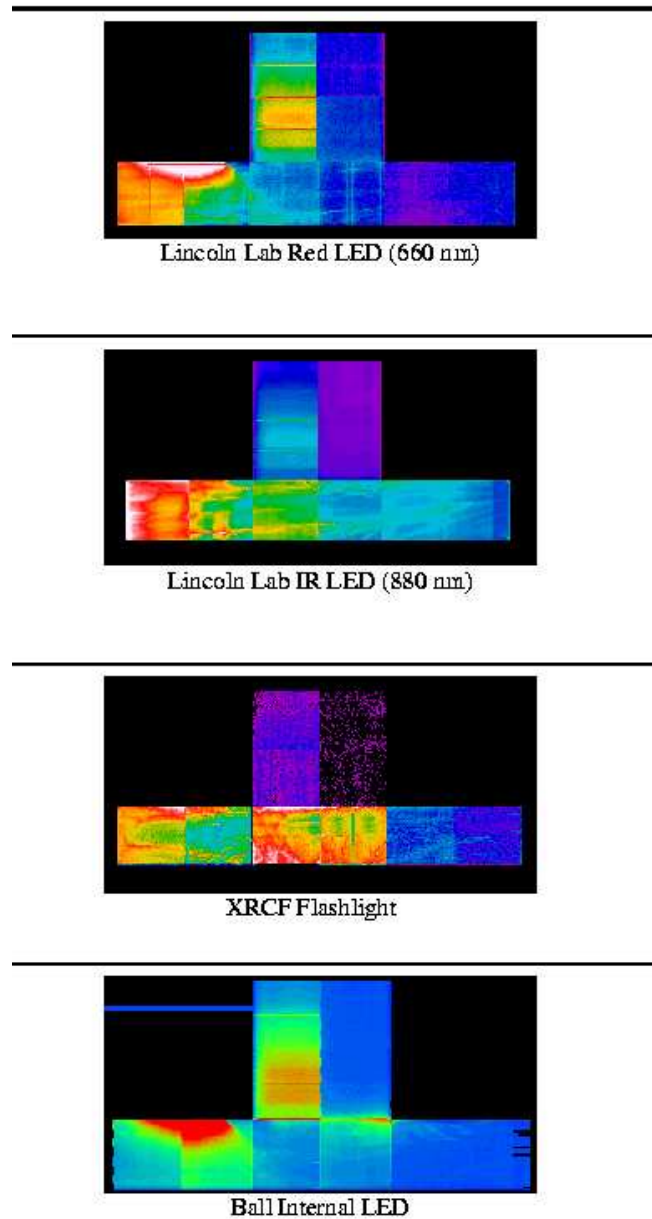 Lincoln Lab Red LED (660 nm)
Lincoln Lab IR LED (880 nm)
XRCF Flashlight
Ball Internal LED